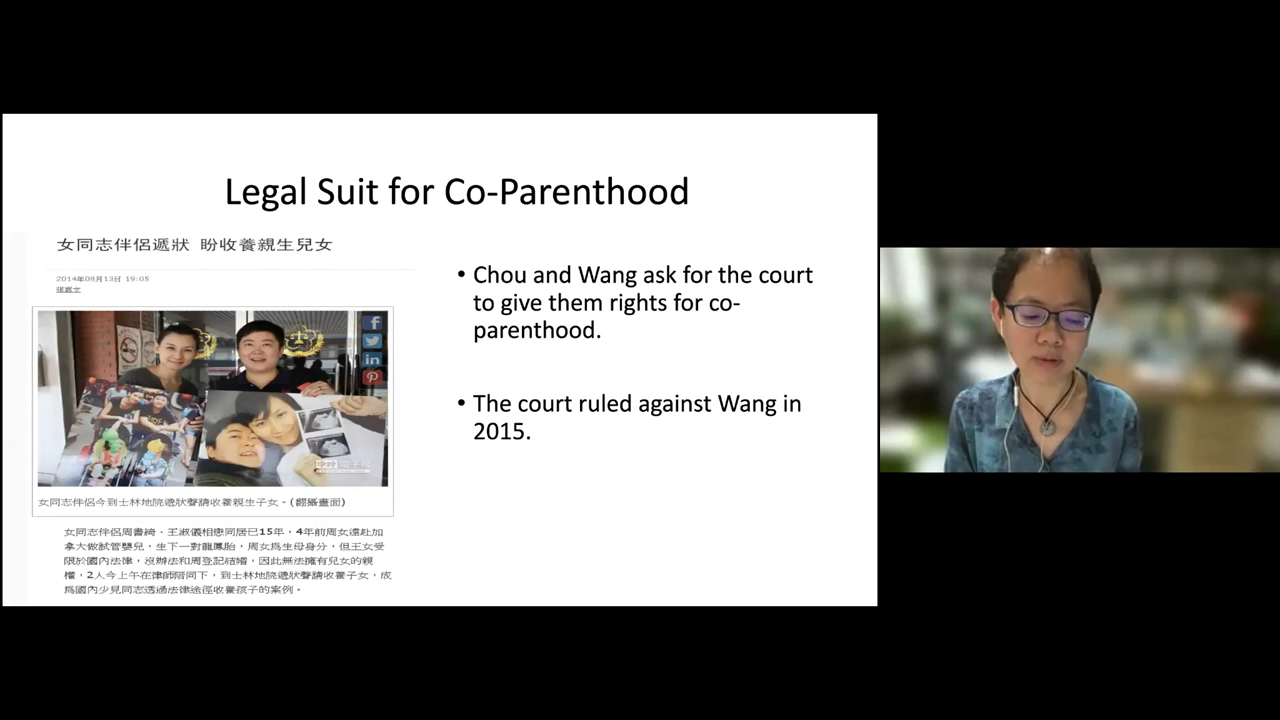 Legal Suit for Co-Parenthood
女同志伴侶遞狀 盼收養親生兒女
2014年08月13日 19:05
張嘉文
女同志伴侶今到士林地院遞狀聲請收養親生子女。(翻攝畫面)
女同志伴侶周書綺、王淑儀相戀同居已15年，4年前周女遠赴加
拿大做試管嬰兒，生下一對龍鳳胎，周女為生母身分，但王女受
限於國內法律，沒辦法和周登記結婚，因此無法擁有兒女的親
權，2人今上午在律師陪同下，到士林地院遞狀聲請收養子女，成
為國內少見同志透過法律途徑收養孩子的案例。
• Chou and Wang ask for the court
to give them rights for co-
parenthood.
• The court ruled against Wang in
2015.